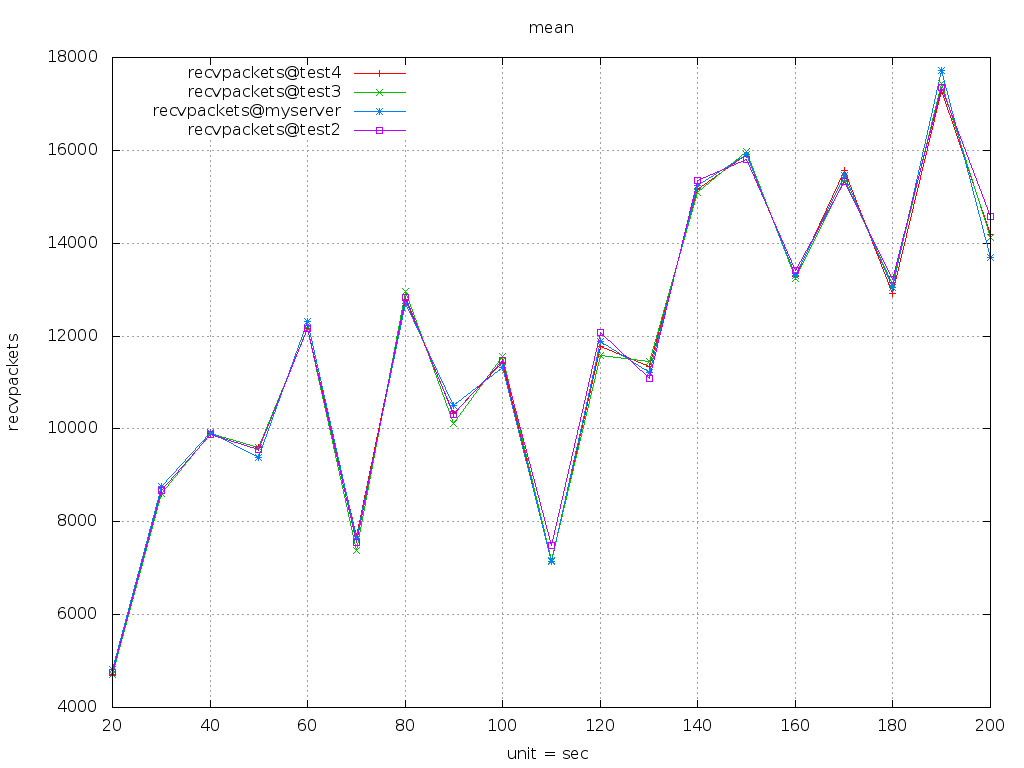 mean
18000
16000
14000
12000
10000
8000
6000
4000
recvpackets
recvpackets@test4
recvpackets@test3
recvpackets@myserver
recvpackets@test2
20 40 60 80 100 120 140 160 180 200
unit = sec